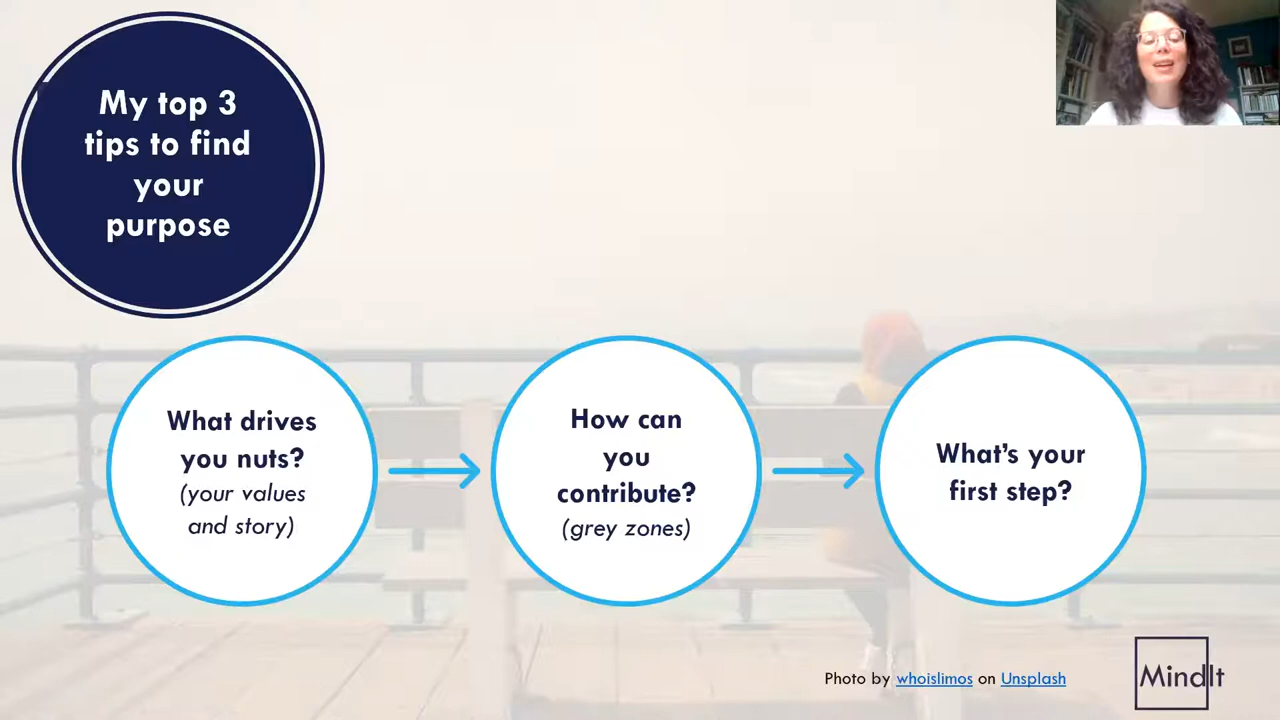 My top 3
tips to find
your
purpose
What drives
you nuts?
(your values
and story)
How can
you
contribute?
(grey zones)
What’s your
first step?
Photo by whoislimos on Unsplash
MindIt